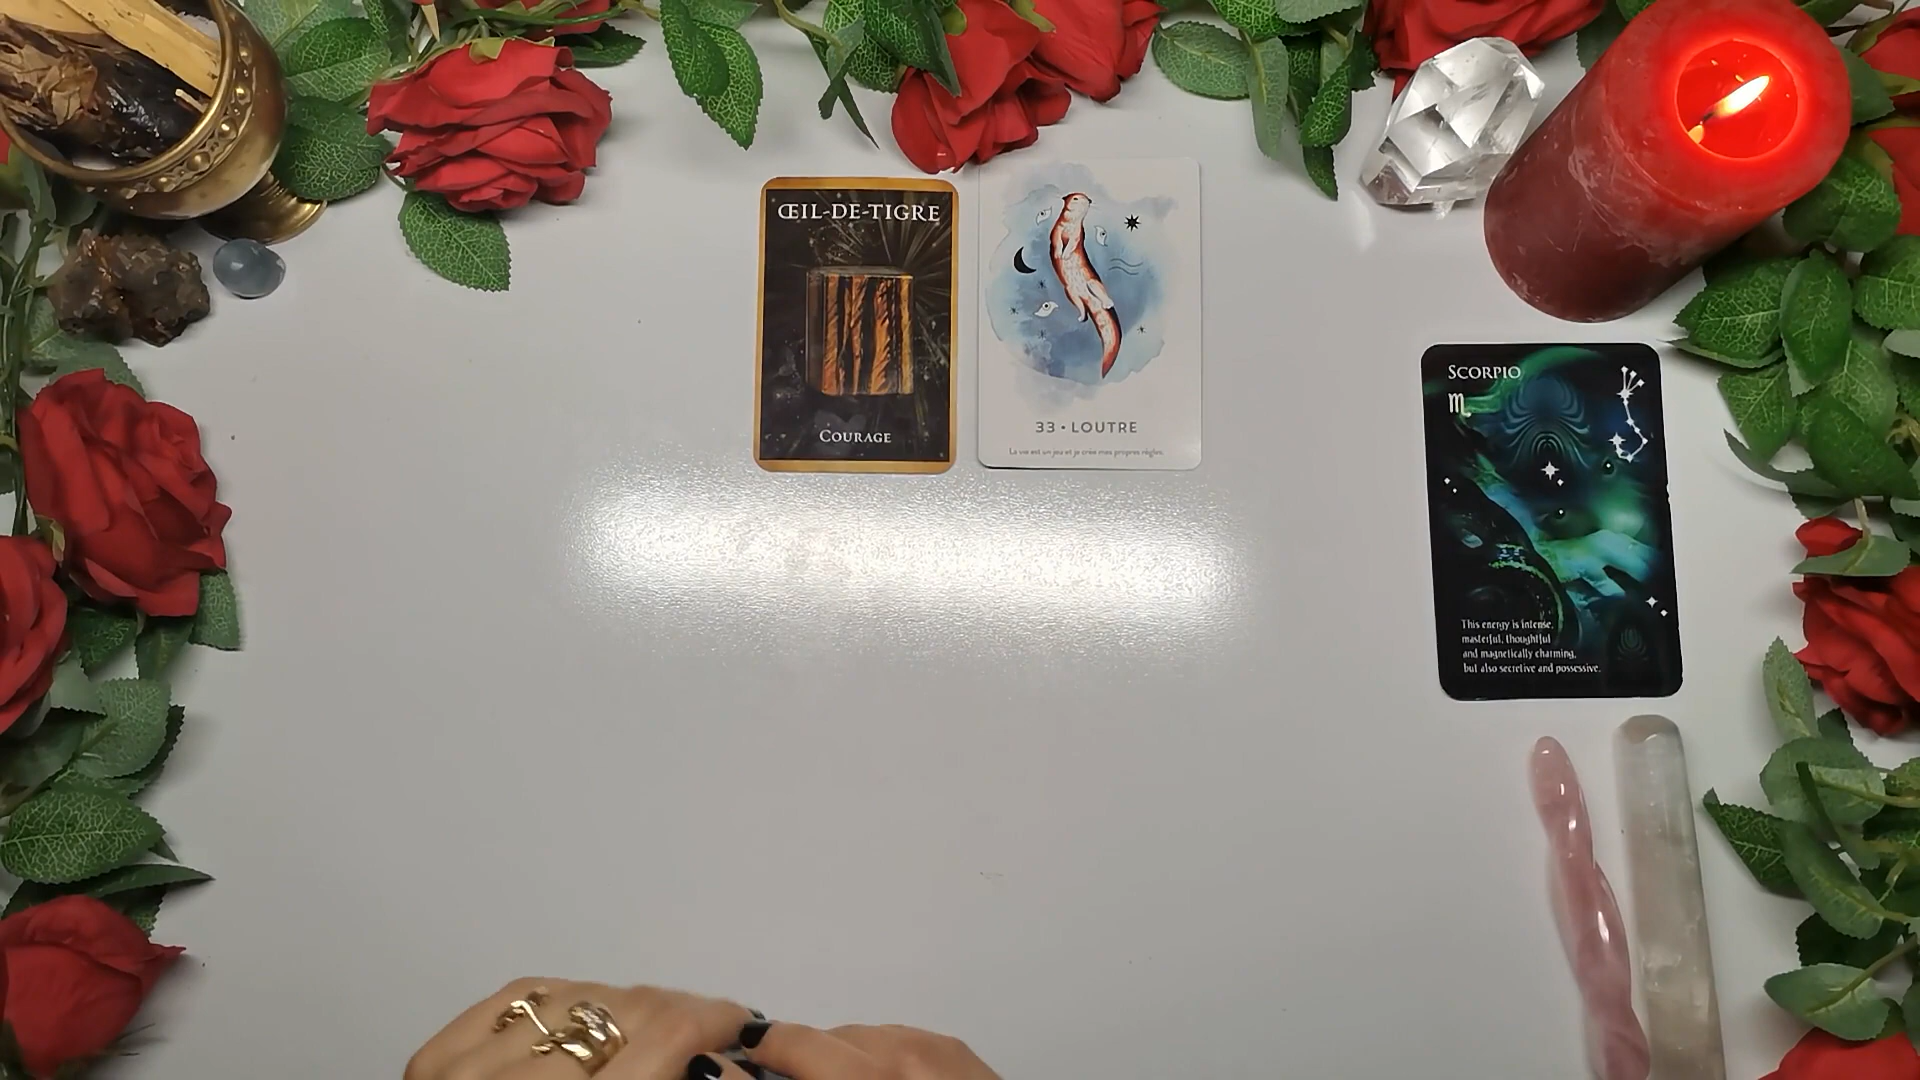 ŒIL-DE-TIGRE
COURAGE
33 • LOUTRE
La vie est un jeu et je crée mes propres règles.
SCORPIO
♏
This energy is intense,
masterful, thoughtful
and magnetically charming,
but also secretive and possessive.